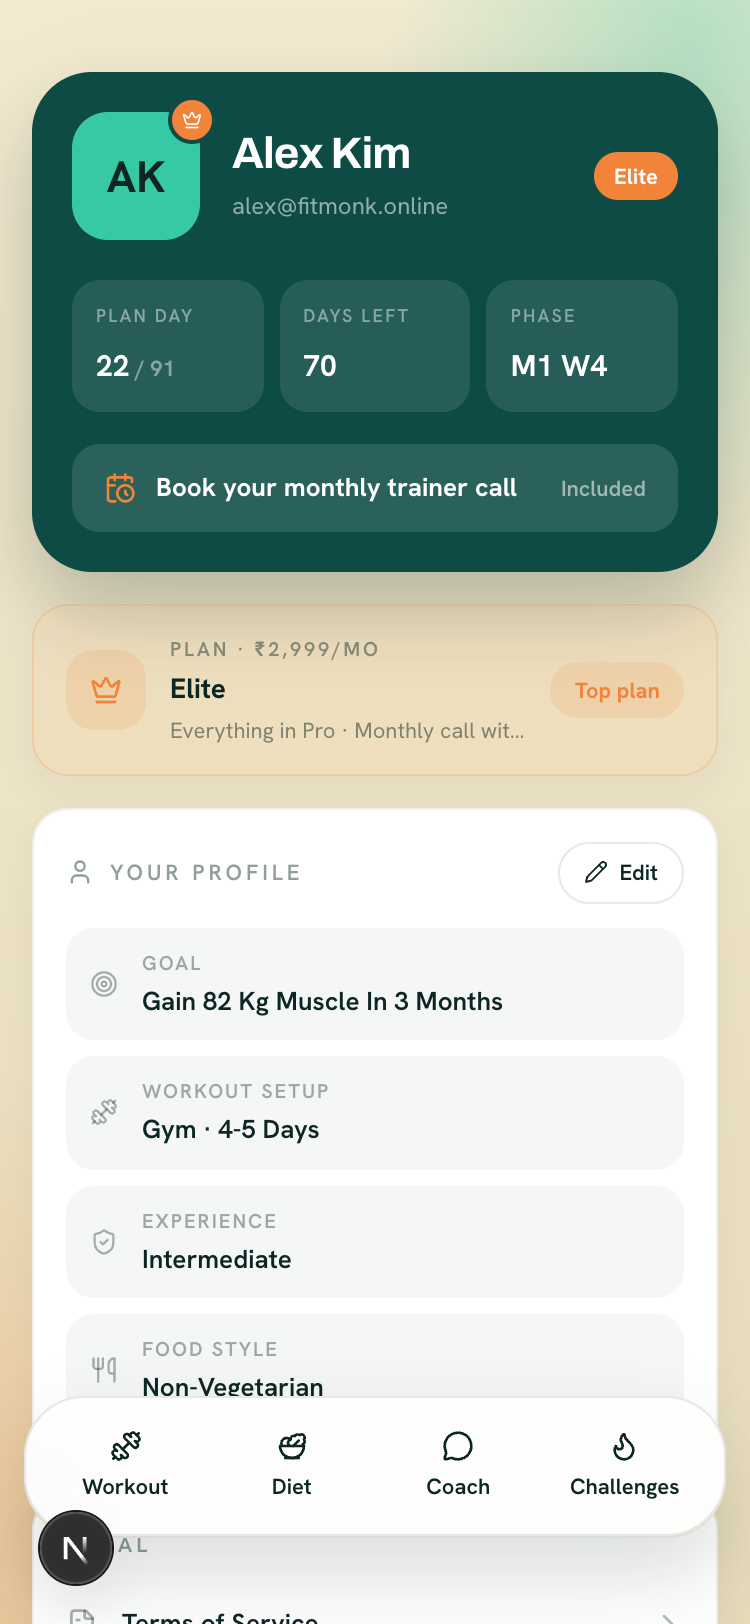 AK
Alex Kim
alex@fitmonk.online
Elite
PLAN DAY
22 / 91
DAYS LEFT
70
PHASE
M1 W4
Book your monthly trainer call
Included
PLAN · ₹2,999/MO
Elite
Everything in Pro · Monthly call wit...
Top plan
YOUR PROFILE
Edit
GOAL
Gain 82 Kg Muscle In 3 Months
WORKOUT SETUP
Gym · 4-5 Days
EXPERIENCE
Intermediate
FOOD STYLE
Non-Vegetarian
Workout
Diet
Coach
Challenges
N
AL
Terms of Service